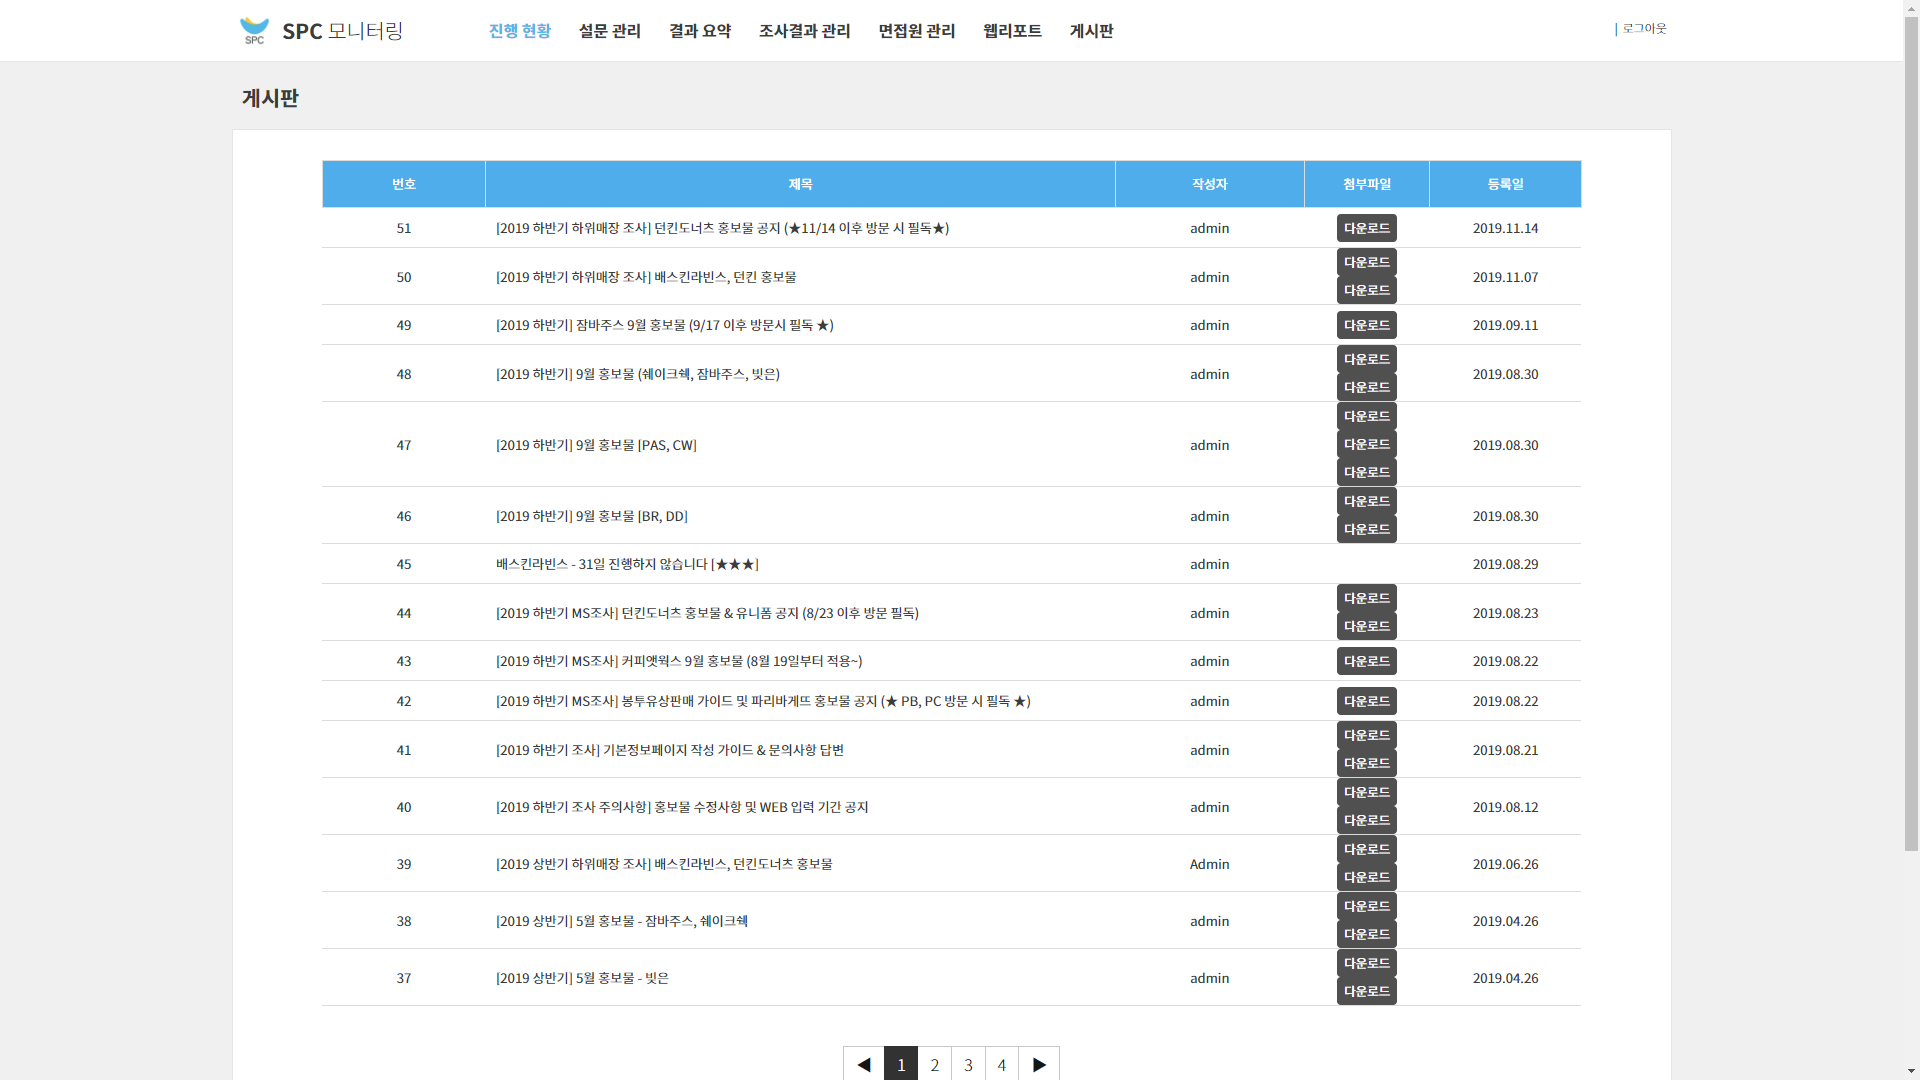 SPC
SPC 모니터링
진행 현황 설문 관리 결과 요약 조사결과 관리 면접원 관리 웹리포트 게시판
| 로그아웃
게시판
번호 제목 작성자 첨부파일 등록일
51 [2019 하반기 하위매장 조사] 던킨도너츠 홍보물 공지 (★11/14 이후 방문 시 필독★) admin 다운로드 2019.11.14
50 [2019 하반기 하위매장 조사] 배스킨라빈스, 던킨 홍보물 admin 다운로드 2019.11.07
다운로드
49 [2019 하반기] 잠바주스 9월 홍보물 (9/17 이후 방문시 필독 ★) admin 다운로드 2019.09.11
48 [2019 하반기] 9월 홍보물 (쉐이크쉑, 잠바주스, 빚은) admin 다운로드 2019.08.30
다운로드
47 [2019 하반기] 9월 홍보물 [PAS, CW] admin 다운로드 2019.08.30
다운로드
다운로드
46 [2019 하반기] 9월 홍보물 [BR, DD] admin 다운로드 2019.08.30
다운로드
45 배스킨라빈스 - 31일 진행하지 않습니다 [★★★] admin 2019.08.29
44 [2019 하반기 MS조사] 던킨도너츠 홍보물 & 유니폼 공지 (8/23 이후 방문 필독) admin 다운로드 2019.08.23
다운로드
43 [2019 하반기 MS조사] 커피앳웍스 9월 홍보물 (8월 19일부터 적용~) admin 다운로드 2019.08.22
42 [2019 하반기 MS조사] 봉투유상판매 가이드 및 파리바게뜨 홍보물 공지 (★ PB, PC 방문 시 필독 ★) admin 다운로드 2019.08.22
41 [2019 하반기 조사] 기본정보페이지 작성 가이드 & 문의사항 답변 admin 다운로드 2019.08.21
다운로드
40 [2019 하반기 조사 주의사항] 홍보물 수정사항 및 WEB 입력 기간 공지 admin 다운로드 2019.08.12
다운로드
39 [2019 상반기 하위매장 조사] 배스킨라빈스, 던킨도너츠 홍보물 Admin 다운로드 2019.06.26
다운로드
38 [2019 상반기] 5월 홍보물 - 잠바주스, 쉐이크쉑 admin 다운로드 2019.04.26
다운로드
37 [2019 상반기] 5월 홍보물 - 빚은 admin 다운로드 2019.04.26
다운로드
◀ 1 2 3 4 ▶